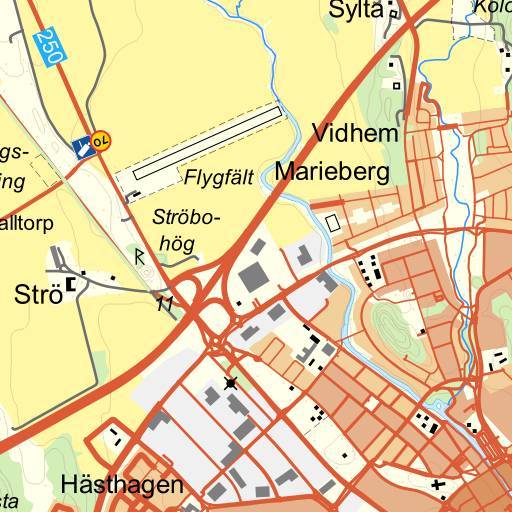 Sylta
250
Vidhem
Marieberg
Flygfält
Ströbo-
hög
Strö
11
Hästhagen